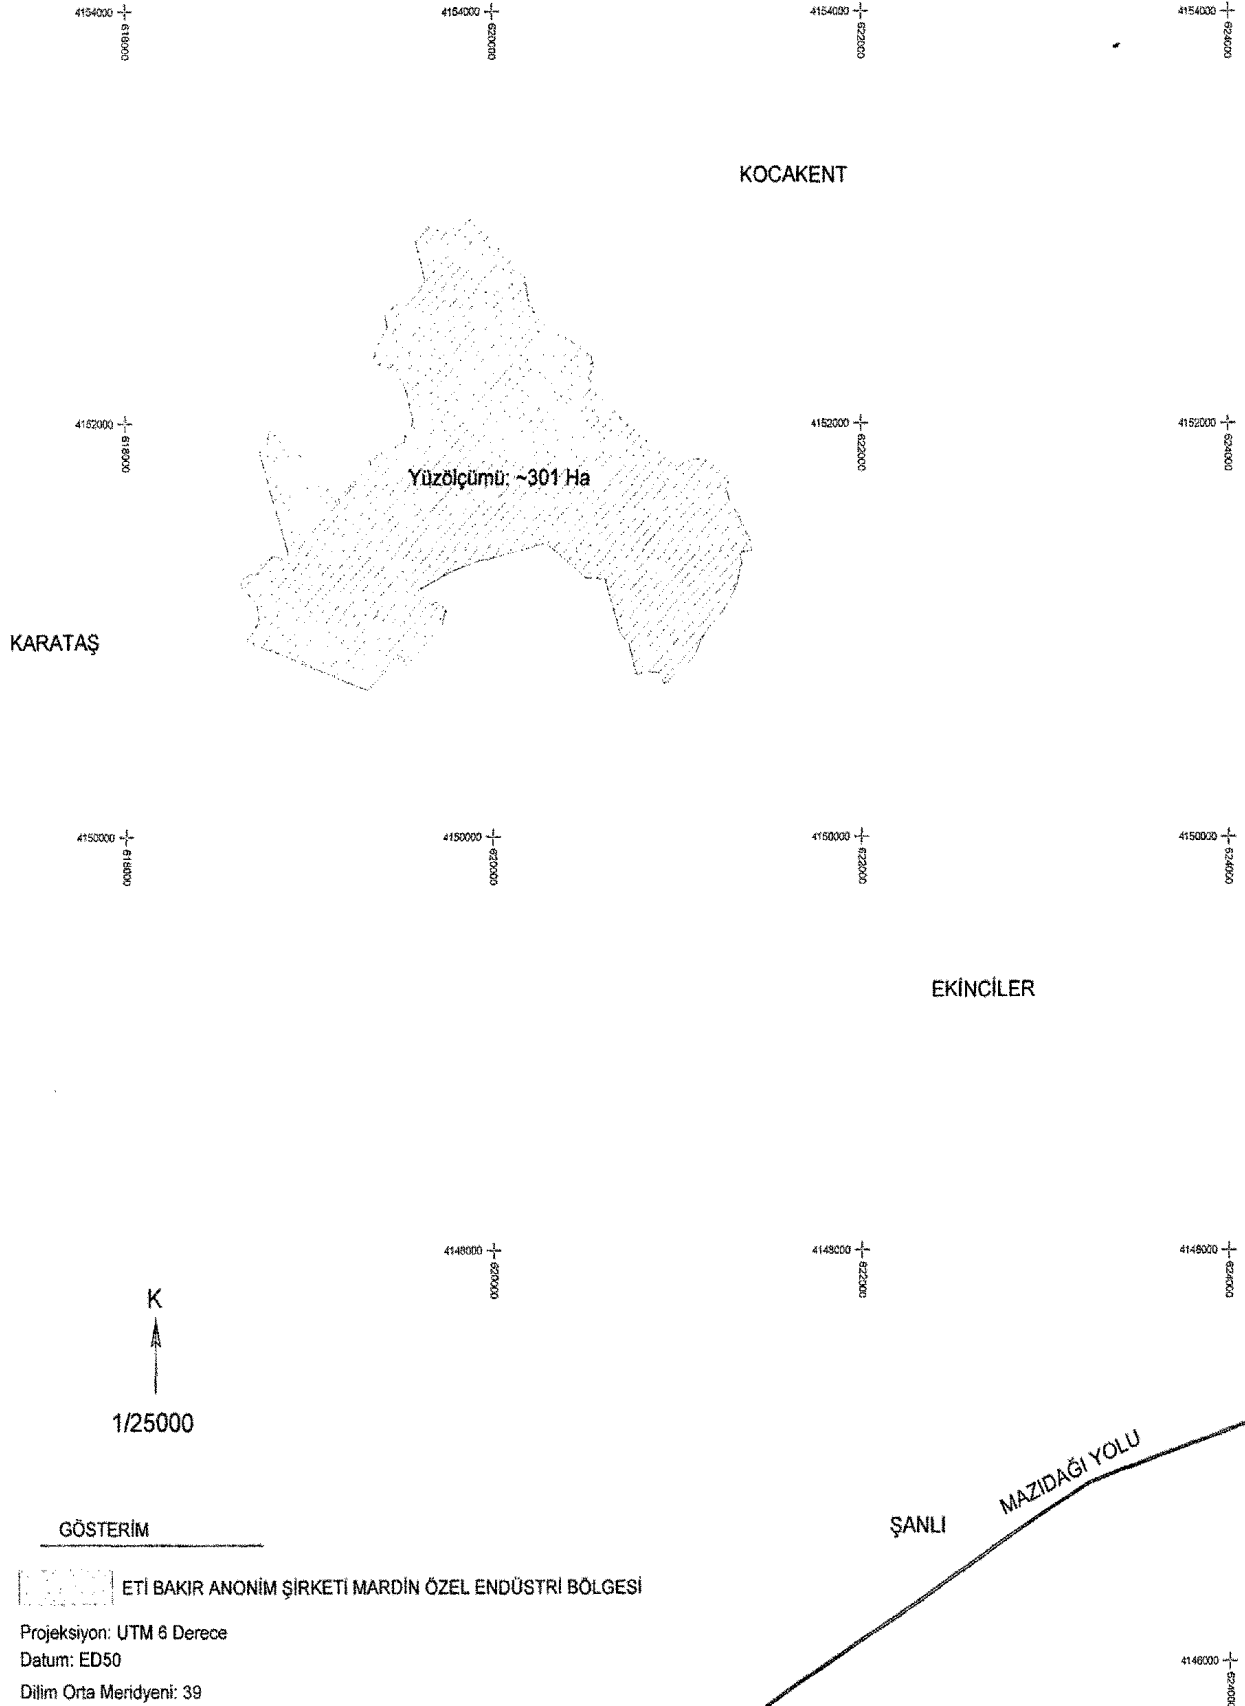 4154000
618000
4154000
620000
4154000
622000
4154000
624000
KOCAKENT
4152000
618000
4152000
622000
4152000
624000
Yüzölçümü: ~301 Ha
KARATAŞ
4150000
618000
4150000
620000
4150000
622000
4150000
624000
EKİNCİLER
4148000
620000
4148000
622000
4148000
624000
K
1/25000
MAZIDAĞI YOLU
ŞANLI
GÖSTERİM
ETİ BAKIR ANONİM ŞİRKETİ MARDİN ÖZEL ENDÜSTRİ BÖLGESİ
Projeksiyon: UTM 6 Derece
Datum: ED50
4146000
624000
Dilim Orta Meridyeni: 39